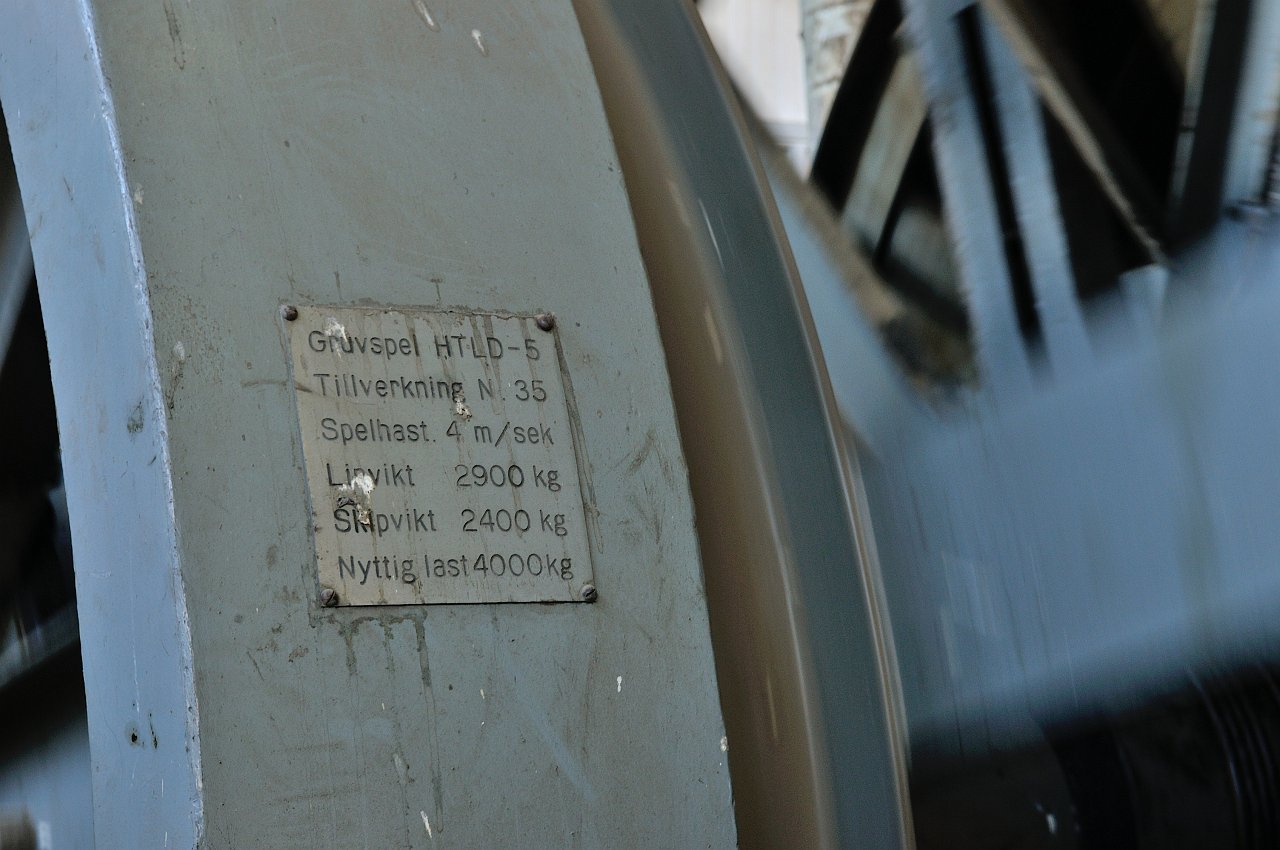 Gruvspel HTLD-5
Tillverkning N. 35
Spelhast. 4 m/sek
Linvikt 2900 kg
Skipvikt 2400 kg
Nyttig last 4000 kg